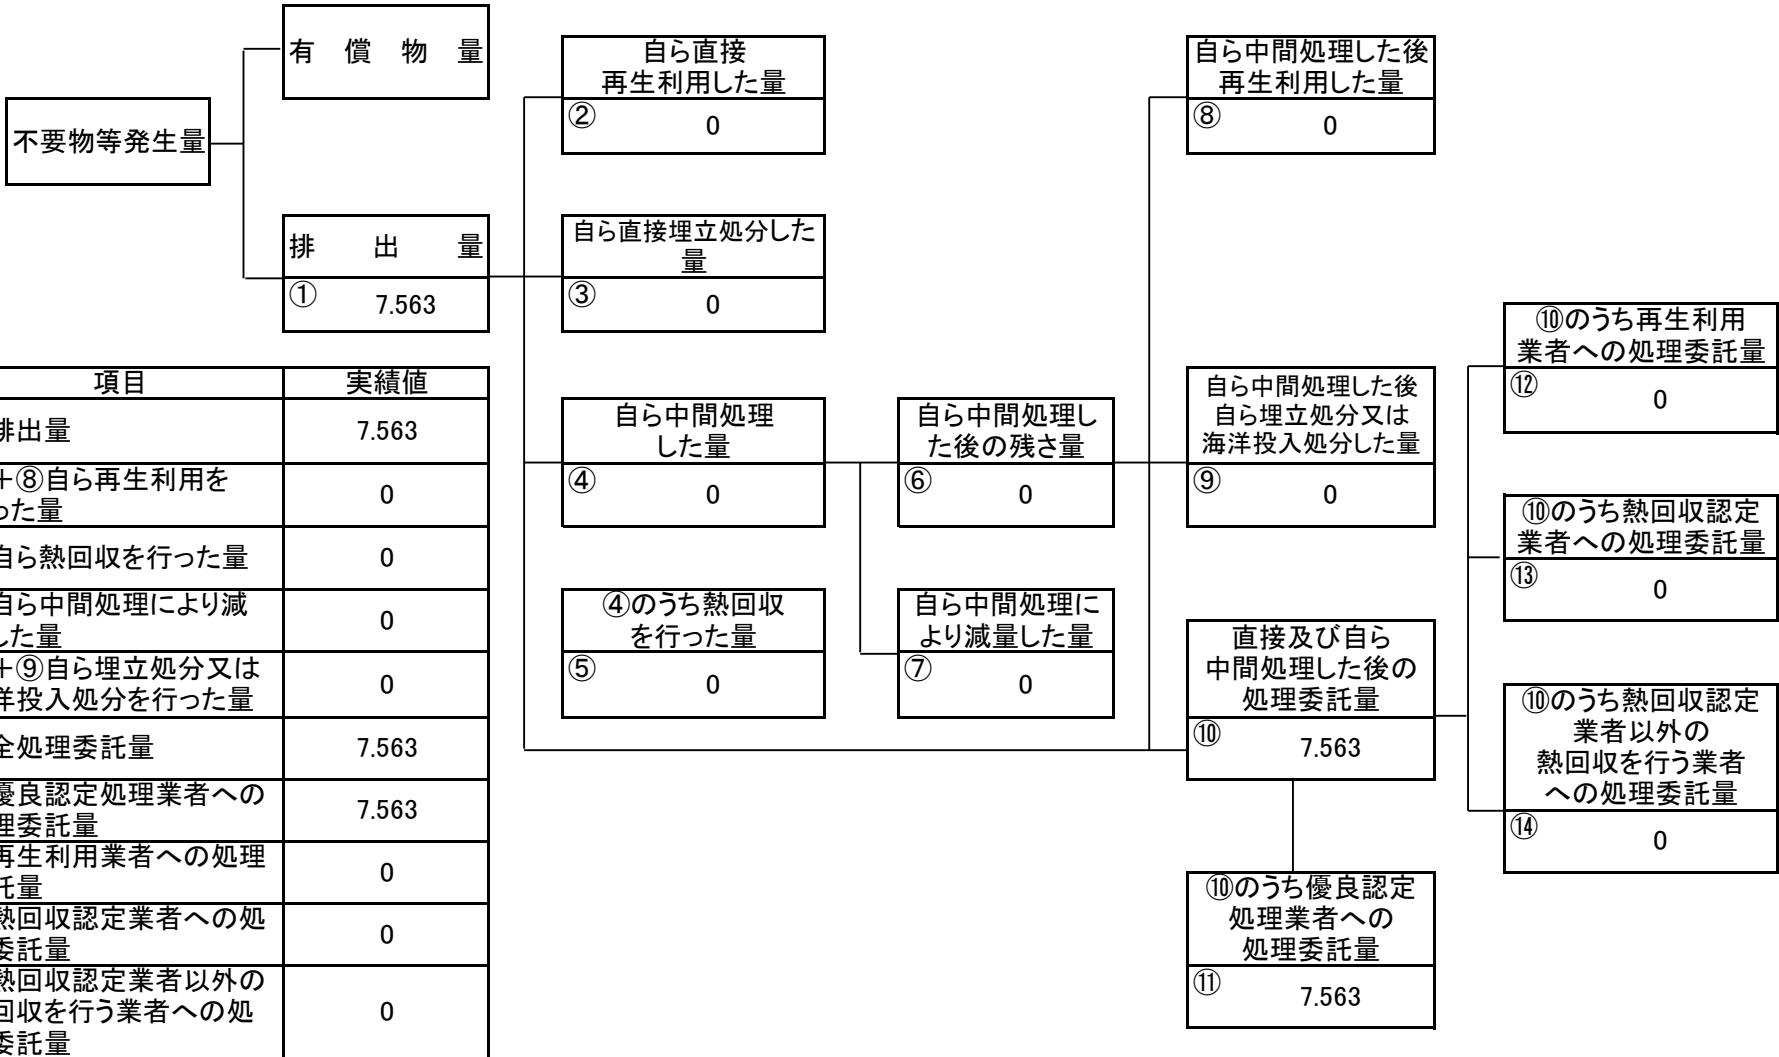 有償物量
不要物等発生量
排出量
① 7.563
自ら直接
再生利用した量
② 0
自ら直接埋立処分した
量
③ 0
自ら中間処理
した量
④ 0
④のうち熱回収
を行った量
⑤ 0
自ら中間処理し
た後の残さ量
⑥ 0
自ら中間処理に
より減量した量
⑦ 0
自ら中間処理した後
再生利用した量
⑧ 0
自ら中間処理した後
自ら埋立処分又は
海洋投入処分した量
⑨ 0
直接及び自ら
中間処理した後の
処理委託量
⑩ 7.563
⑩のうち優良認定
処理業者への
処理委託量
⑪ 7.563
⑩のうち再生利用
業者への処理委託量
⑫ 0
⑩のうち熱回収認定
業者への処理委託量
⑬ 0
⑩のうち熱回収認定
業者以外の
熱回収を行う業者
への処理委託量
⑭ 0
項目 実績値
排出量 7.563
+⑧自ら再生利用を
った量 0
自ら熱回収を行った量 0
自ら中間処理により減
した量 0
+⑨自ら埋立処分又は
洋投入処分を行った量 0
全処理委託量 7.563
優良認定処理業者への
理委託量 7.563
再生利用業者への処理
託量 0
熱回収認定業者への処
委託量 0
熱回収認定業者以外の
回収を行う業者への処
委託量 0